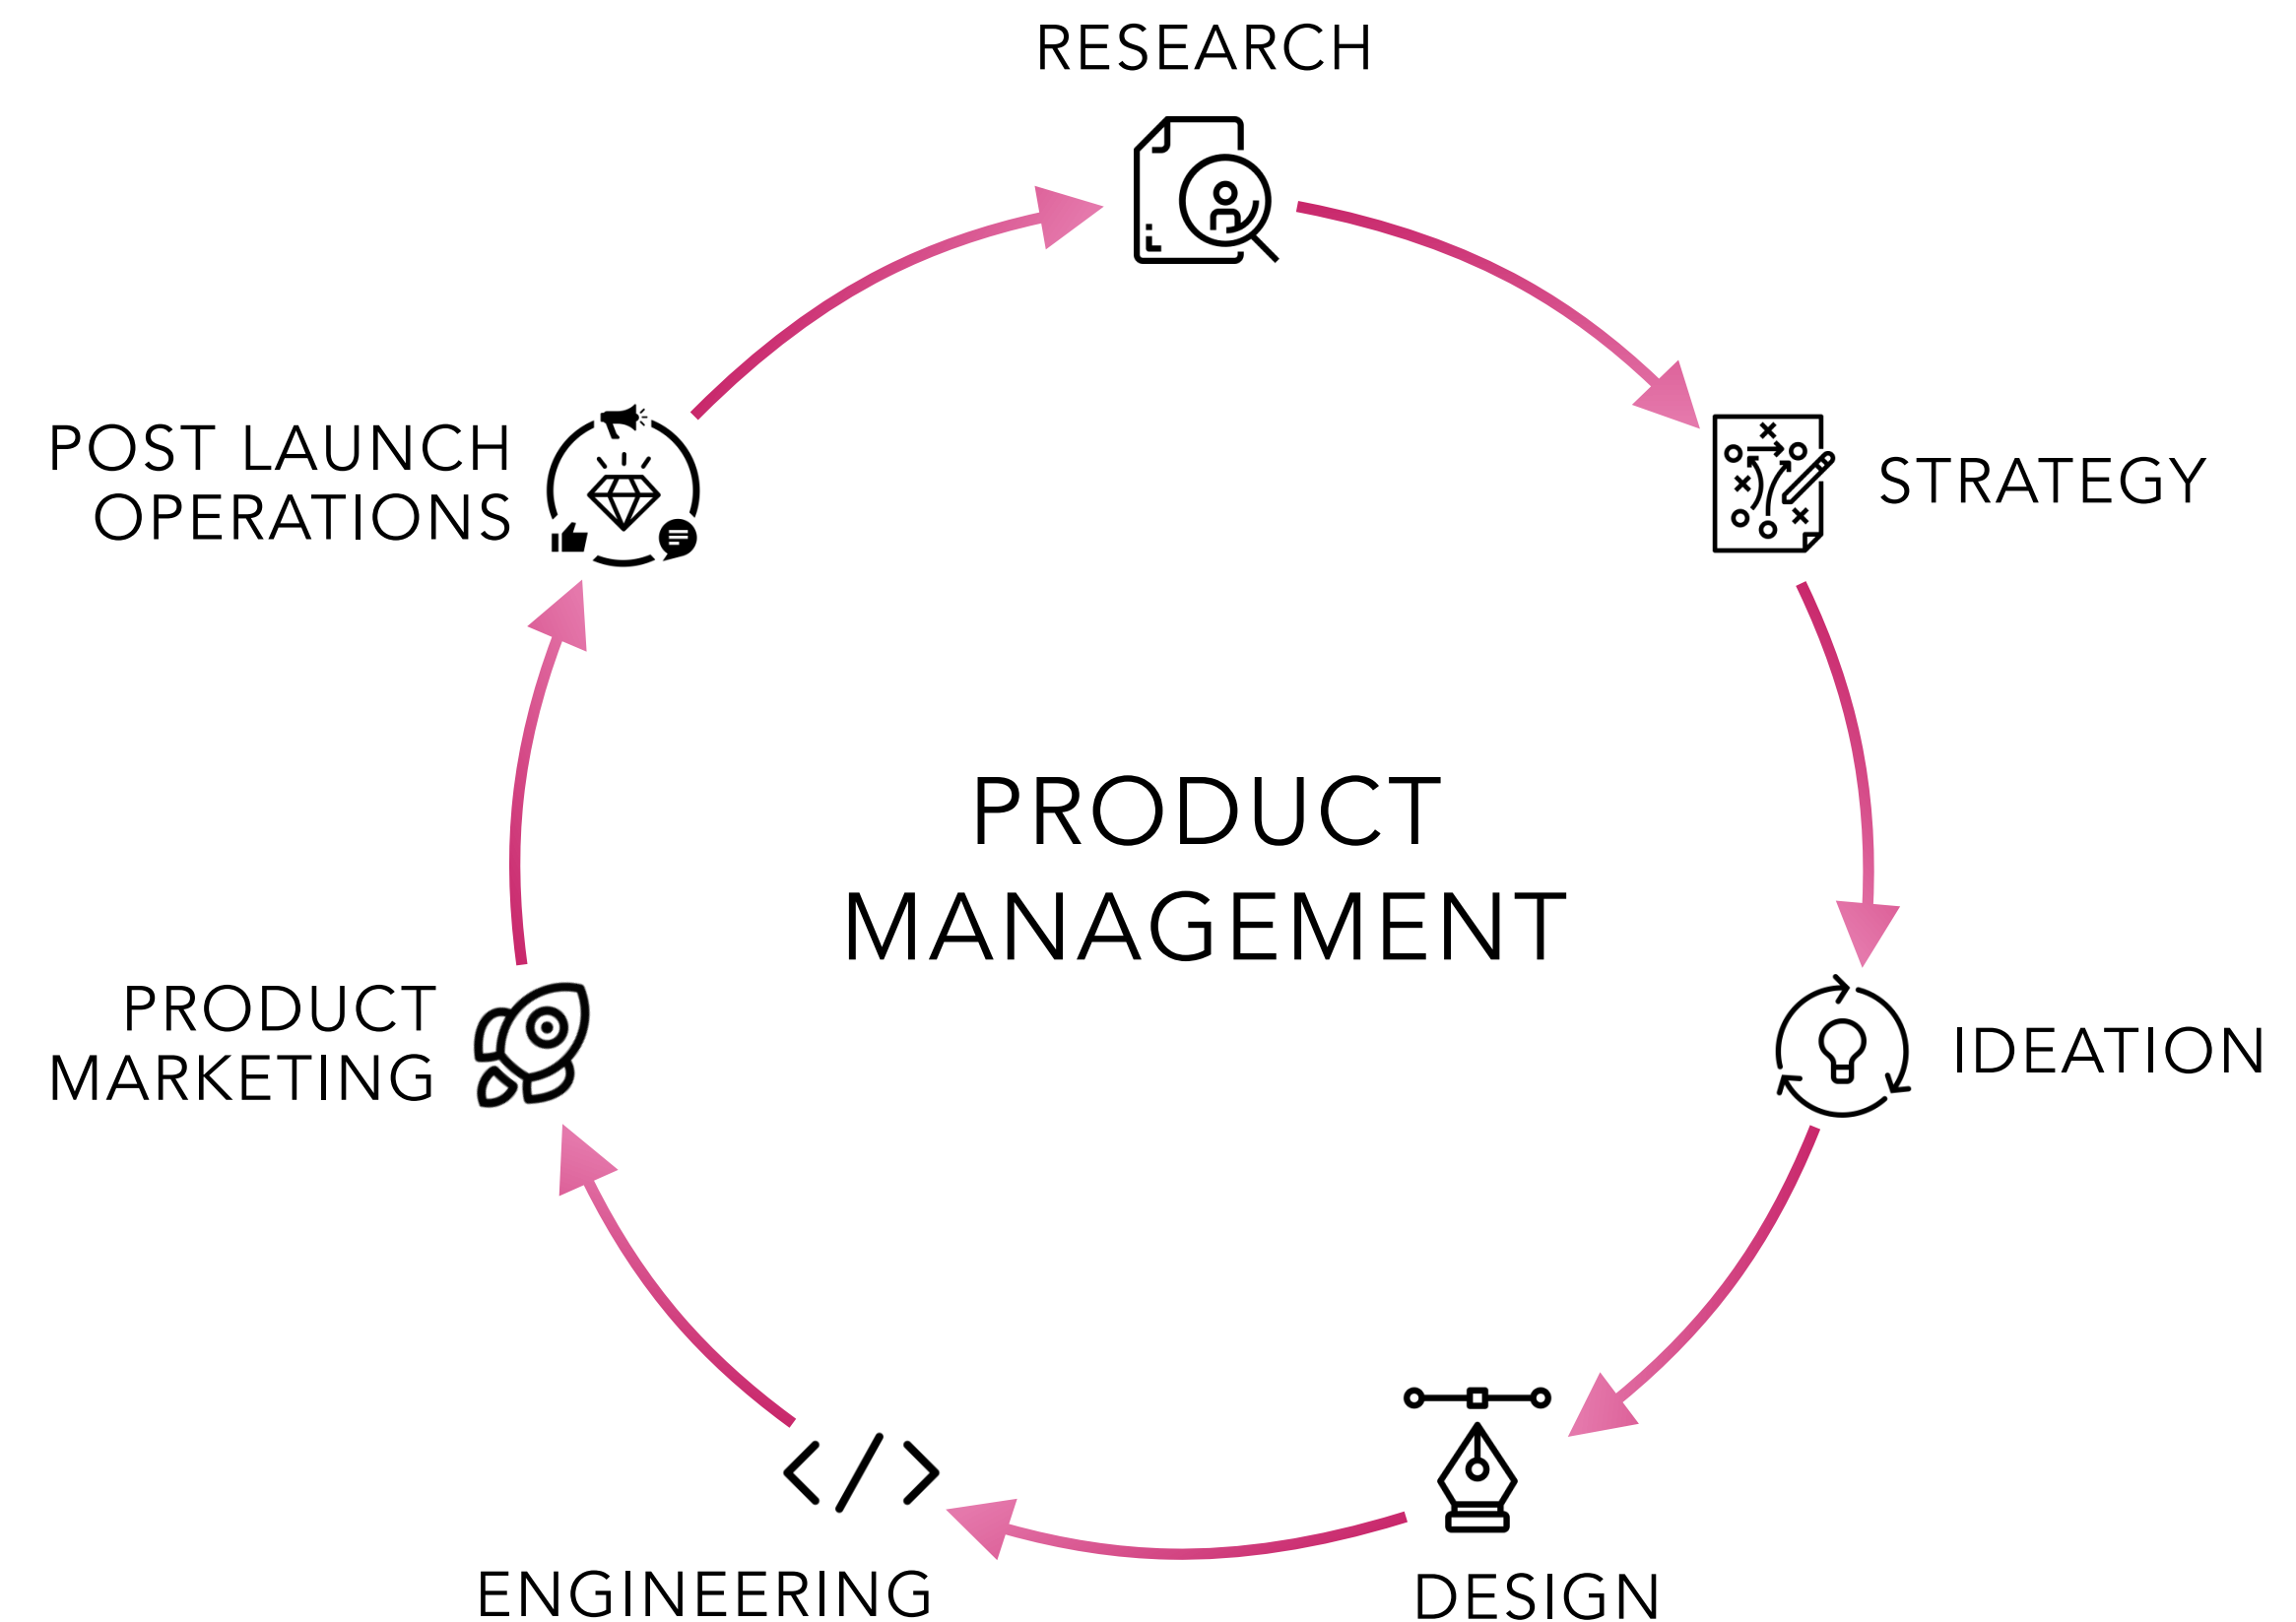 RESEARCH
STRATEGY
IDEATION
DESIGN
ENGINEERING
PRODUCT
MARKETING
POST LAUNCH
OPERATIONS
PRODUCT
MANAGEMENT